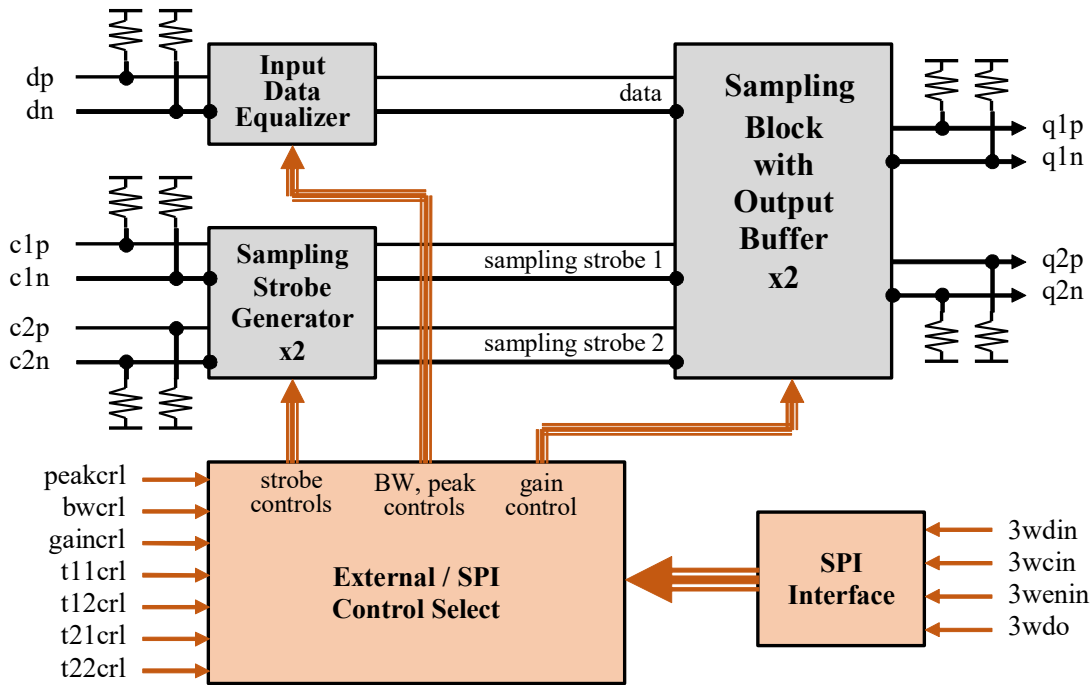 dp
dn
Input
Data
Equalizer
data
Sampling
Block
with
Output
Buffer
x2
q1p
q1n
q2p
q2n
c1p
c1n
c2p
c2n
Sampling
Strobe
Generator
x2
sampling strobe 1
sampling strobe 2
peakcrl
bwcrl
gaincrl
t11crl
t12crl
t21crl
t22crl
strobe
controls
BW, peak
controls
gain
control
External / SPI
Control Select
SPI
Interface
3wdin
3wcin
3wenin
3wdo